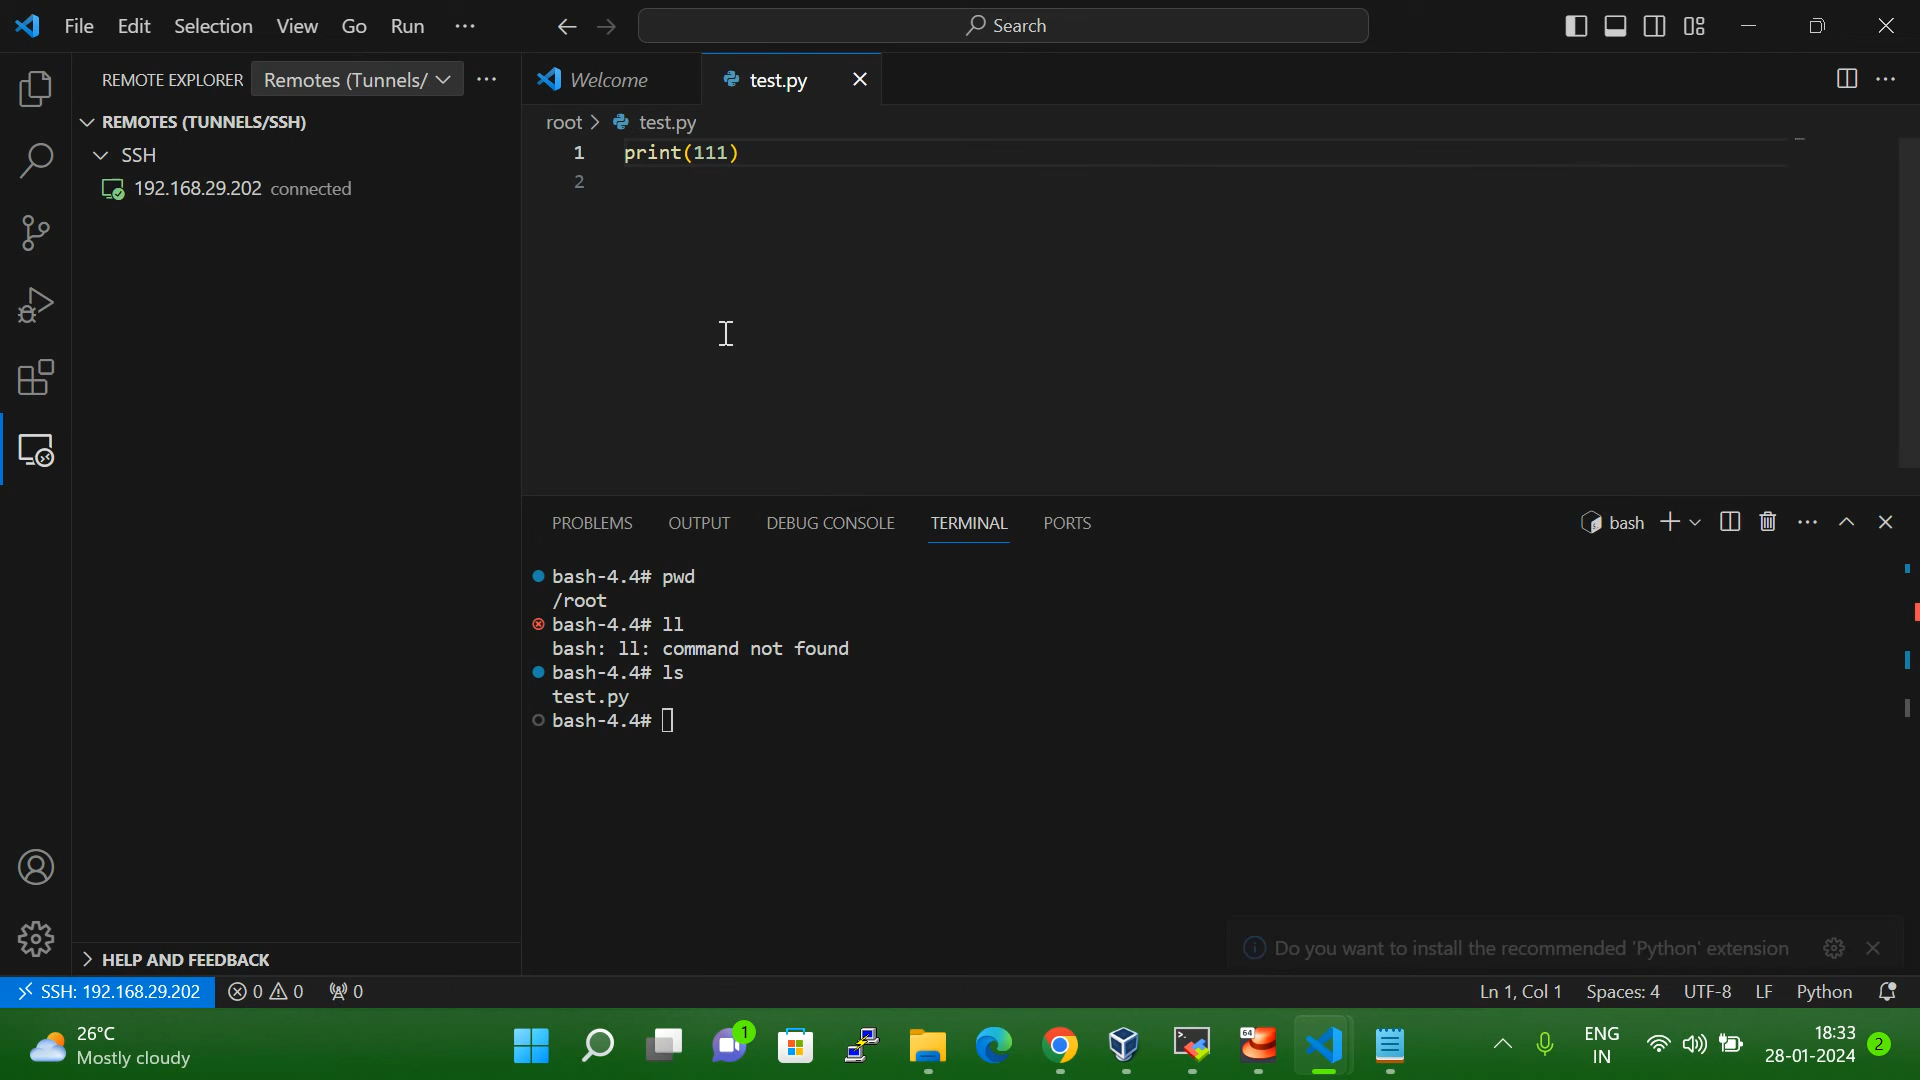 File Edit Selection View Go Run ···
Search
REMOTE EXPLORER Remotes (Tunnels/ ···
Welcome test.py
REMOTES (TUNNELS/SSH)
root > test.py
SSH
1 print(111)
192.168.29.202 connected
2
PROBLEMS OUTPUT DEBUG CONSOLE TERMINAL PORTS
bash
bash-4.4# pwd
/root
bash-4.4# ll
bash: ll: command not found
bash-4.4# ls
test.py
bash-4.4#
Do you want to install the recommended 'Python' extension
HELP AND FEEDBACK
SSH: 192.168.29.202 0 0 0 Ln 1, Col 1 Spaces: 4 UTF-8 LF Python
26°C
Mostly cloudy
1
64
ENG
IN
18:33
28-01-2024
2